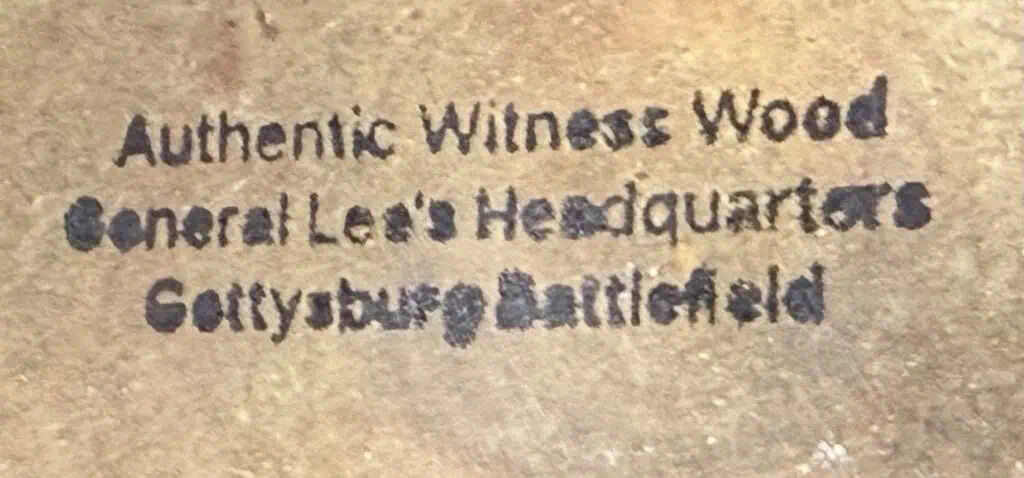 Authentic Witness Wood
General Lee's Headquarters
Gettysburg Battlefield